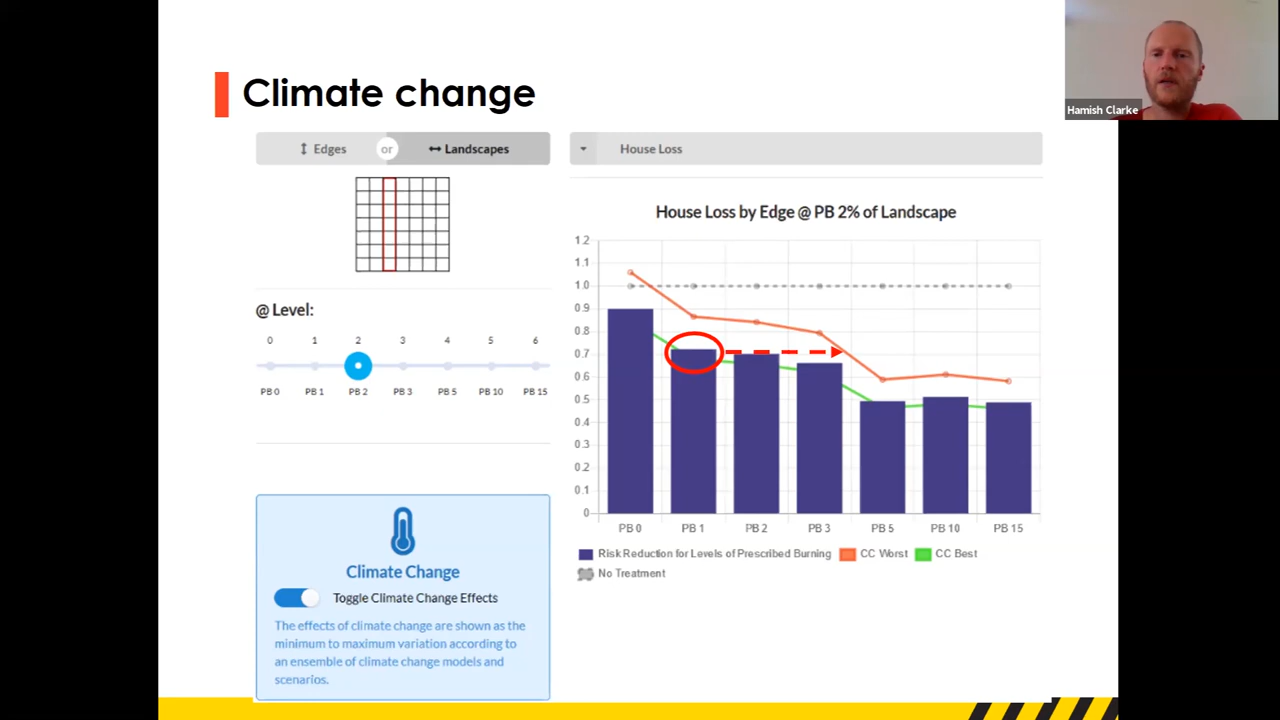 Climate change
Hamish Clarke
Edges or Landscapes
House Loss
House Loss by Edge @ PB 2% of Landscape
@ Level:
0 1 2 3 4 5 6
PB 0 PB 1 PB 2 PB 3 PB 5 PB 10 PB 15
1.2
1.1
1.0
0.9
0.8
0.7
0.6
0.5
0.4
0.3
0.2
0.1
0
PB 0 PB 1 PB 2 PB 3 PB 5 PB 10 PB 15
Risk Reduction for Levels of Prescribed Burning CC Worst CC Best
No Treatment
Climate Change
Toggle Climate Change Effects
The effects of climate change are shown as the
minimum to maximum variation according to
an ensemble of climate change models and
scenarios.